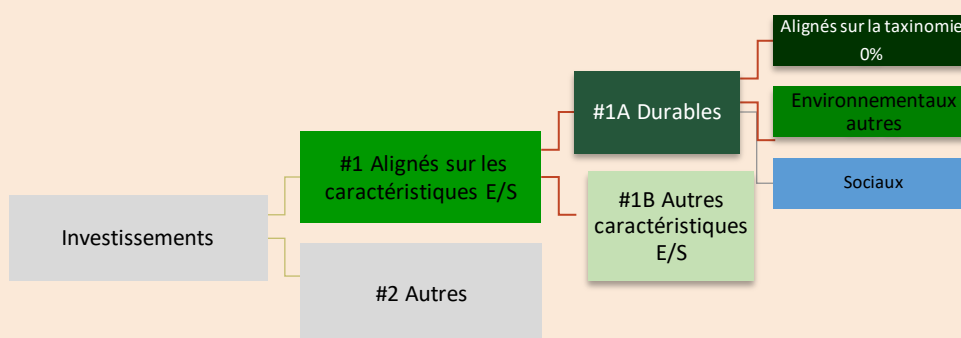 Alignés sur la taxinomie
0%
#1A Durables
Environnementaux
autres
#1 Alignés sur les
caractéristiques E/S
Sociaux
#1B Autres
caractéristiques
E/S
Investissements
#2 Autres